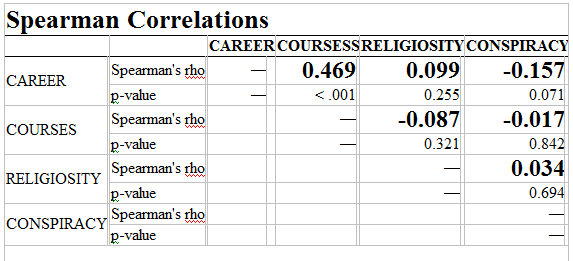 Spearman Correlations
CAREER COURSESS RELIGIOSITY CONSPIRACY
CAREER Spearman's rho — 0.469 0.099 -0.157
p-value — < .001 0.255 0.071
COURSES Spearman's rho — -0.087 -0.017
p-value — 0.321 0.842
RELIGIOSITY Spearman's rho — 0.034
p-value — 0.694
CONSPIRACY Spearman's rho —
p-value —